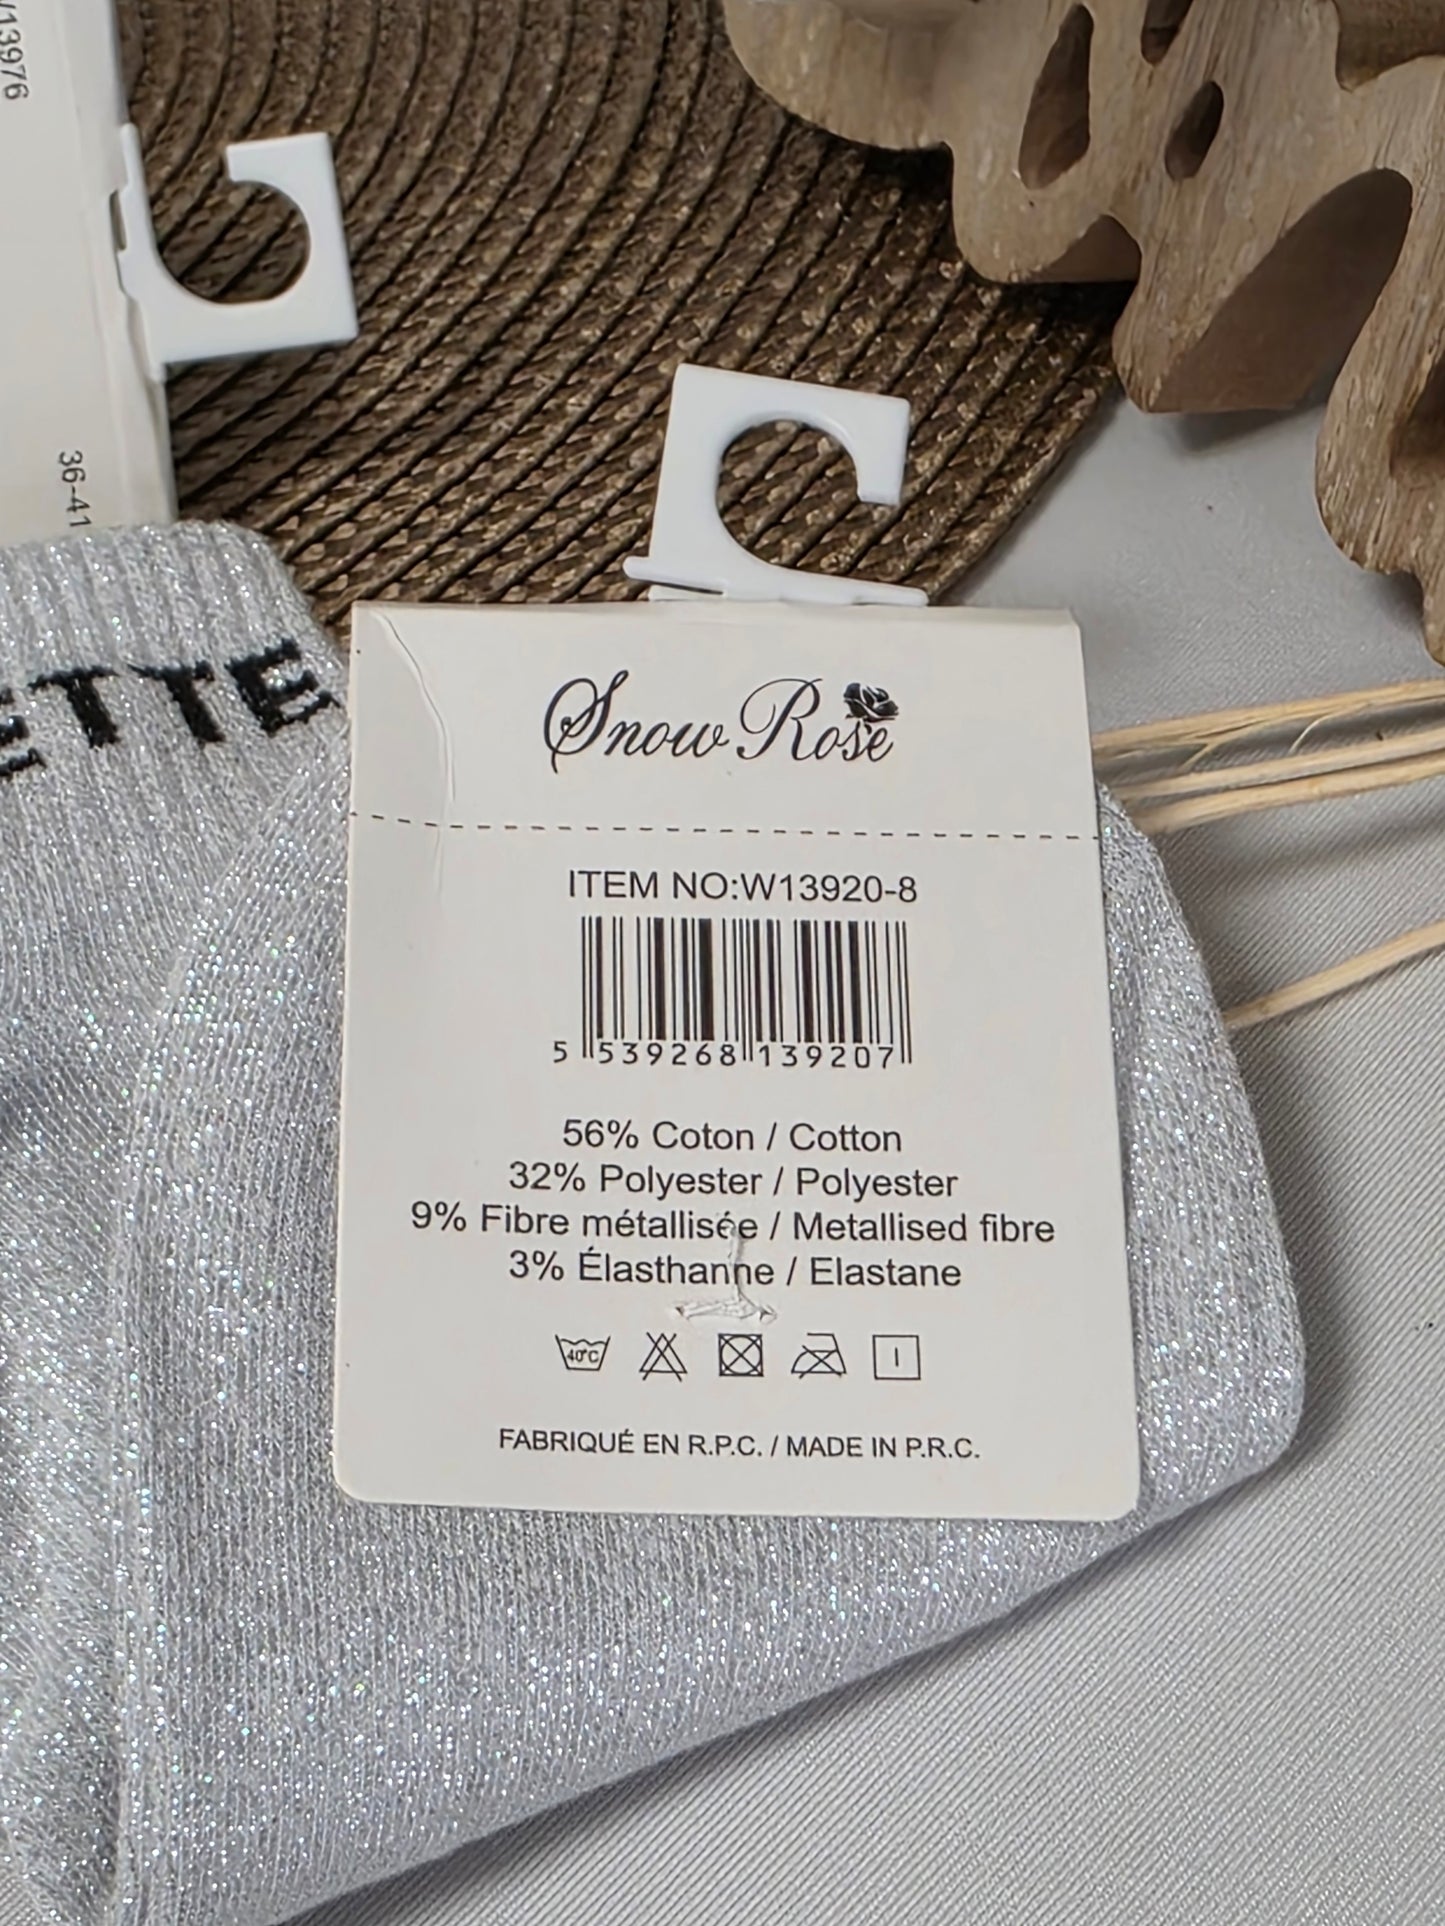 13976
36-41
ETTE
Snow Rose
ITEM NO:W13920-8
5 539268 139207
56% Coton / Cotton
32% Polyester / Polyester
9% Fibre métallisée / Metallised fibre
3% Élasthanne / Elastane
40°C
FABRIQUÉ EN R.P.C. / MADE IN P.R.C.